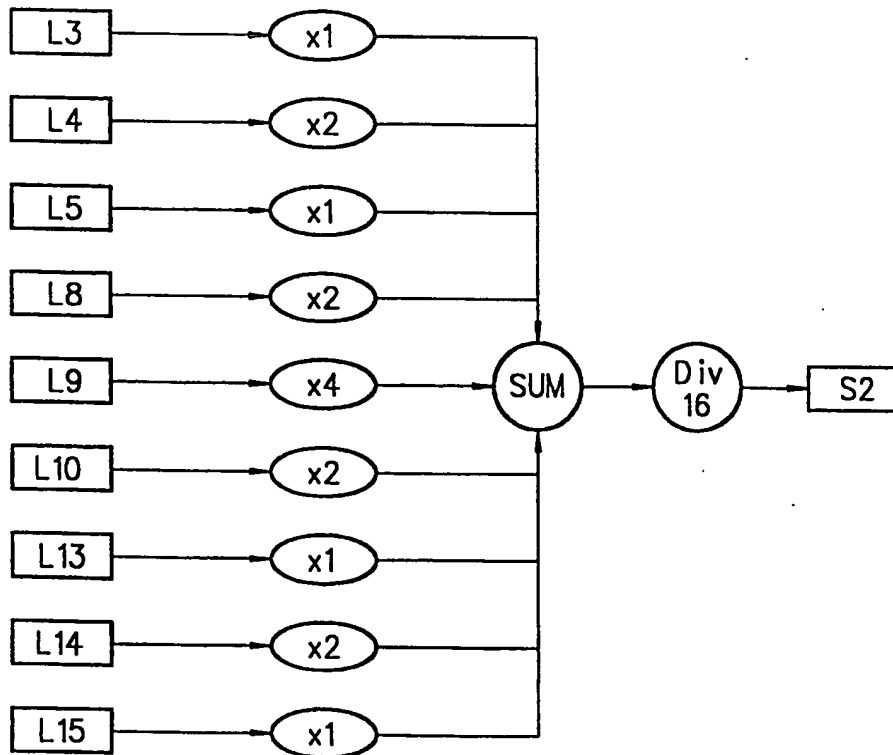 L3 x1
L4 x2
L5 x1
L8 x2
L9 x4 SUM Div 16 S2
L10 x2
L13 x1
L14 x2
L15 x1